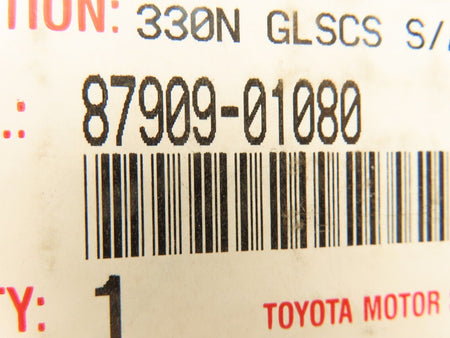 TION: 330N GLSCS S/
.: 87909-01080
TY: 1
TOYOTA MOTOR